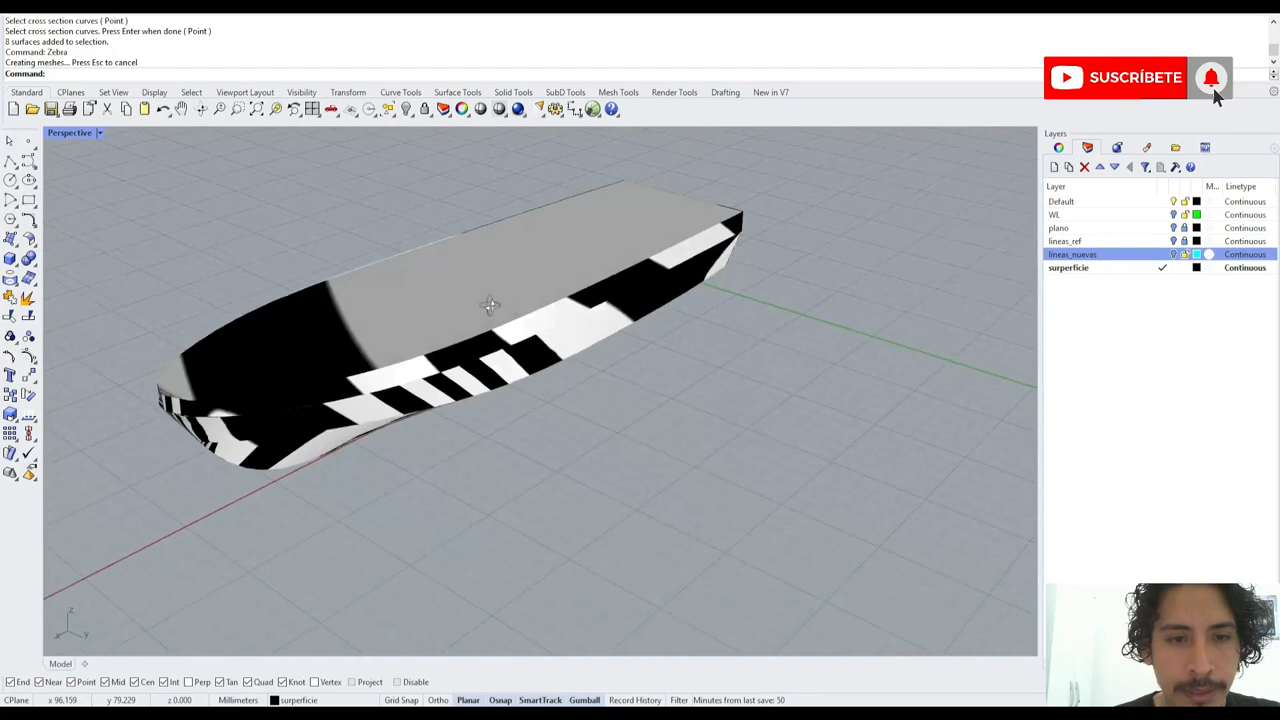 Select cross section curves ( Point )
Select cross section curves. Press Enter when done ( Point )
8 surfaces added to selection.
Command: Zebra
Creating meshes... Press Esc to cancel
Command:
SUSCRÍBETE
Standard CPlanes Set View Display Select Viewport Layout Visibility Transform Curve Tools Surface Tools Solid Tools SubD Tools Mesh Tools Render Tools Drafting New in V7
Perspective
Layers
Layer M... Linetype
Default Continuous
WL Continuous
plano Continuous
lineas_ref Continuous
lineas_nuevas Continuous
surperficie Continuous
z
x y
Model
End Near Point Mid Cen Int Perp Tan Quad Knot Vertex Project Disable
CPlane x 96.159 y 79.229 z 0.000 Millimeters surperficie Grid Snap Ortho Planar Osnap SmartTrack Gumball Record History Filter Minutes from last save: 50